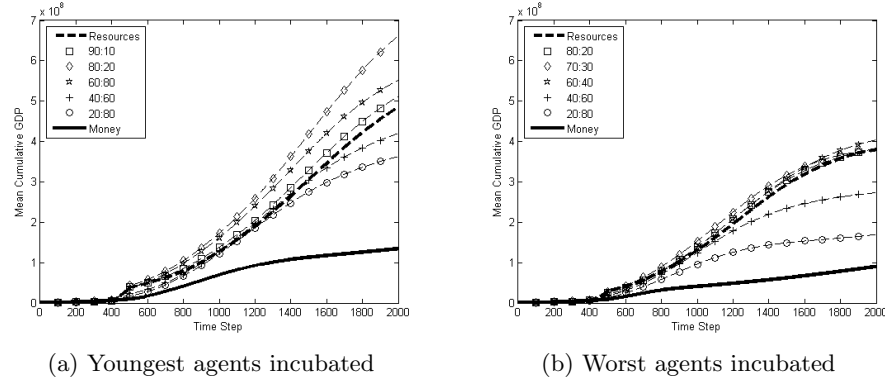 x 10^8
7
6
5
4
3
2
1
0
Mean Cumulative GDP
Resources
90:10
80:20
60:80
40:60
20:80
Money
0 200 400 600 800 1000 1200 1400 1600 1800 2000
Time Step
(a) Youngest agents incubated
x 10^8
7
6
5
4
3
2
1
0
Mean Cumulative GDP
Resources
80:20
70:30
60:40
40:60
20:80
Money
0 200 400 600 800 1000 1200 1400 1600 1800 2000
Time Step
(b) Worst agents incubated